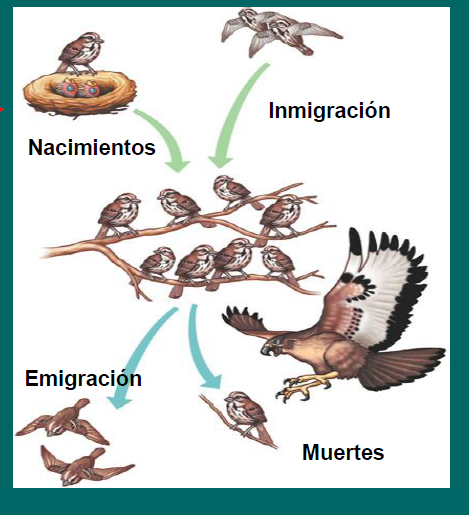 Inmigración
Nacimientos
Emigración
Muertes